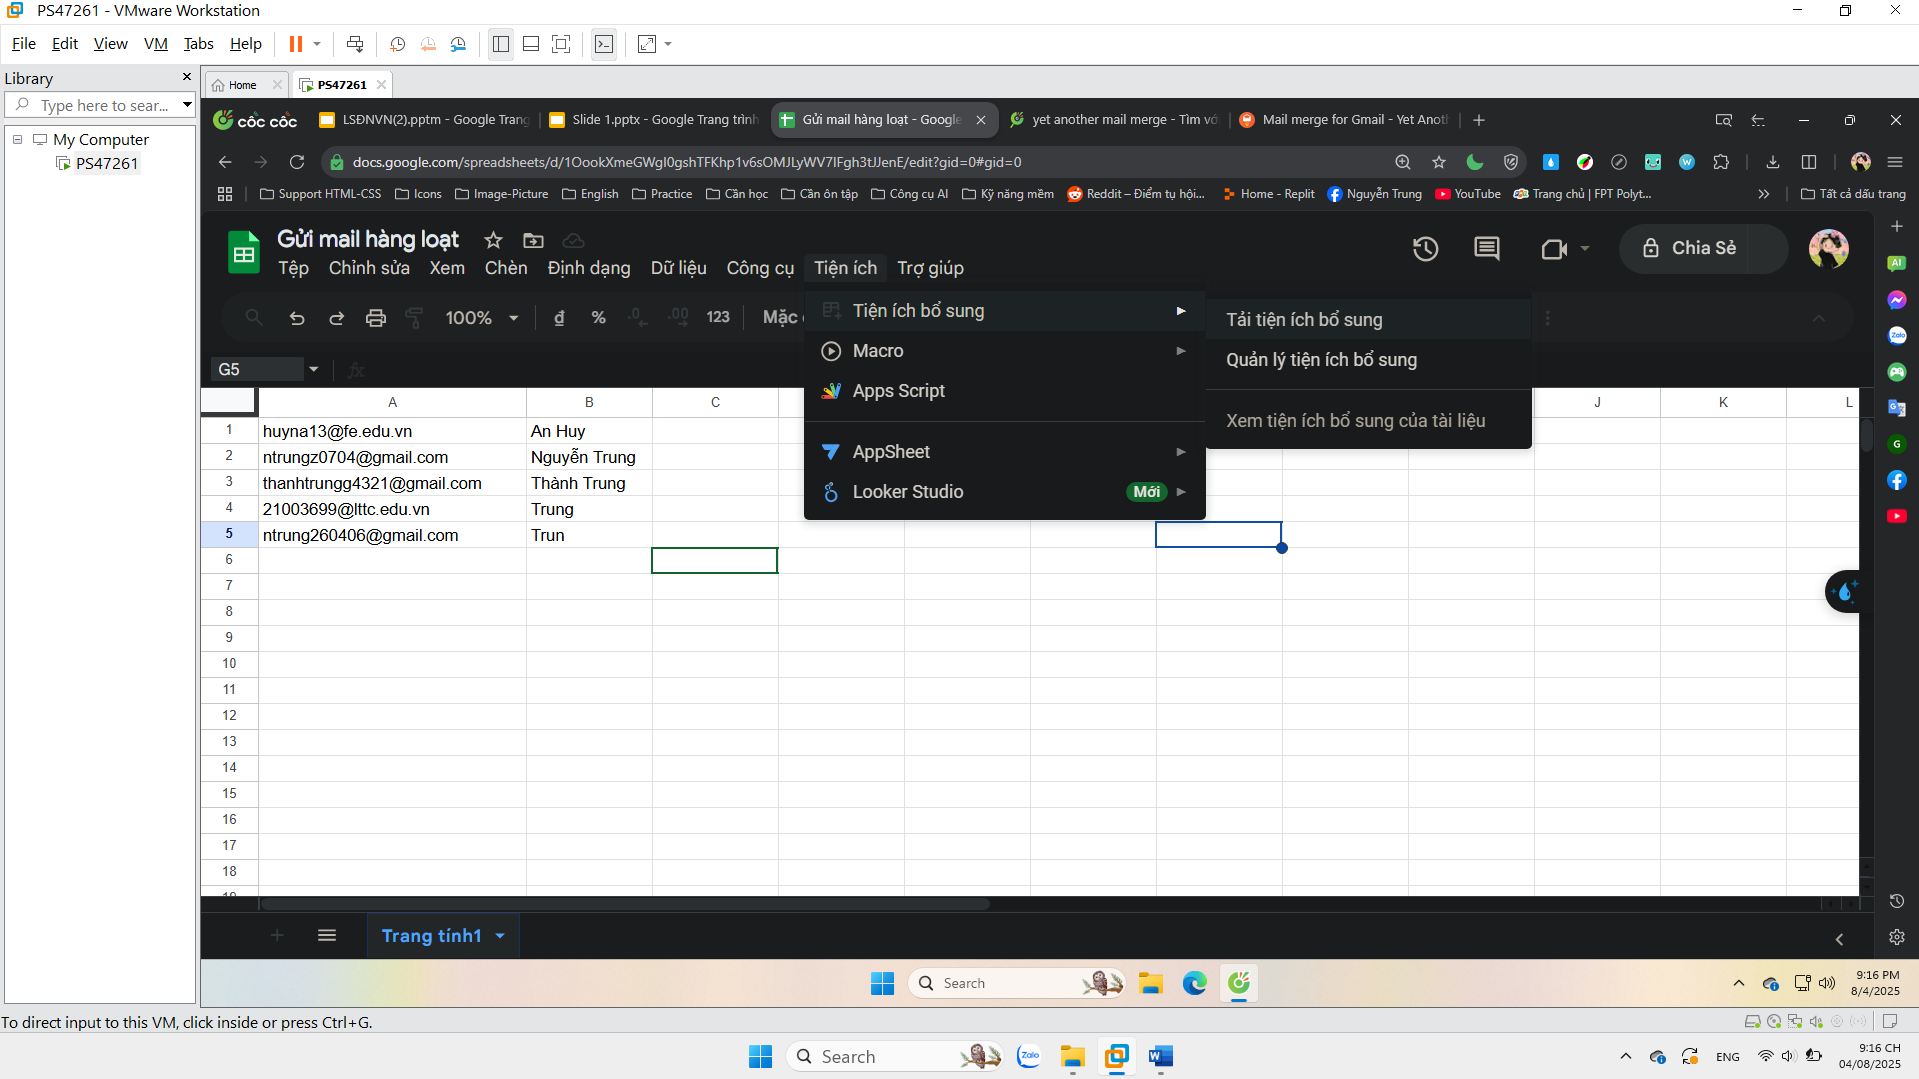 PS47261 - VMware Workstation
File Edit View VM Tabs Help
Library
Type here to sear...
My Computer
PS47261
Home
PS47261
cốc cốc
LSĐNVN(2).pptm - Google Trang
Slide 1.pptx - Google Trang trình
Gửi mail hàng loạt - Google
yet another mail merge - Tìm với
Mail merge for Gmail - Yet Anoth
docs.google.com/spreadsheets/d/1OookXmeGWgI0gshTFKhp1v6sOMJLyWV7lFgh3tJJenE/edit?gid=0#gid=0
Support HTML-CSS Icons Image-Picture English Practice Cần học Cần ôn tập Công cụ AI Kỹ năng mềm Reddit – Điểm tụ hội... Home - Replit Nguyễn Trung YouTube Trang chủ | FPT Polyt... Tất cả dấu trang
Gửi mail hàng loạt
Chia Sẻ
Tệp Chỉnh sửa Xem Chèn Định dạng Dữ liệu Công cụ Tiện ích Trợ giúp
100% đ % .0 .00 123 Mặc
Tiện ích bổ sung
Macro
Apps Script
AppSheet
Looker Studio Mới
Tải tiện ích bổ sung
Quản lý tiện ích bổ sung
Xem tiện ích bổ sung của tài liệu
G5 fx
A B C J K L
1 huyna13@fe.edu.vn An Huy
2 ntrungz0704@gmail.com Nguyễn Trung
3 thanhtrungg4321@gmail.com Thành Trung
4 21003699@lttc.edu.vn Trung
5 ntrung260406@gmail.com Trun
6
7
8
9
10
11
12
13
14
15
16
17
18
19
Trang tính1
AI
Zalo
G
Search
9:16 PM
8/4/2025
To direct input to this VM, click inside or press Ctrl+G.
Search
Zalo
ENG
9:16 CH
04/08/2025